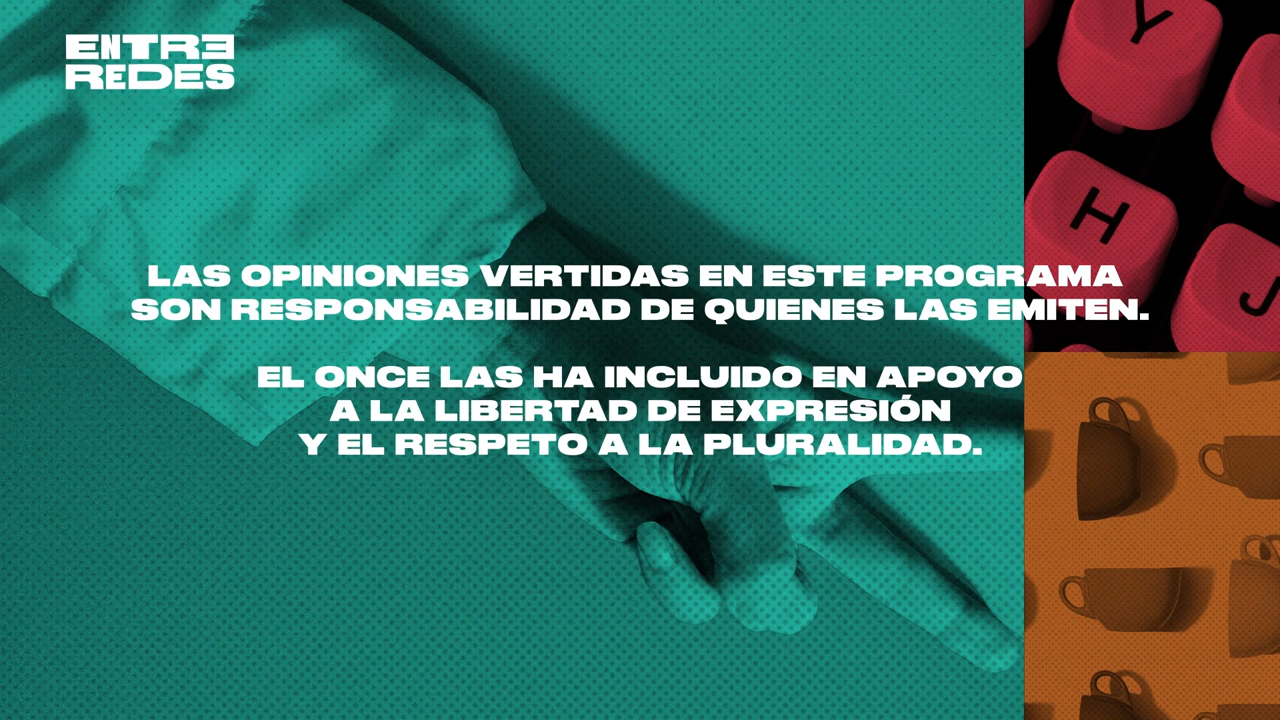 ENTRE
REDES
Y
H
J
LAS OPINIONES VERTIDAS EN ESTE PROGRAMA
SON RESPONSABILIDAD DE QUIENES LAS EMITEN.
EL ONCE LAS HA INCLUIDO EN APOYO
A LA LIBERTAD DE EXPRESIÓN
Y EL RESPETO A LA PLURALIDAD.